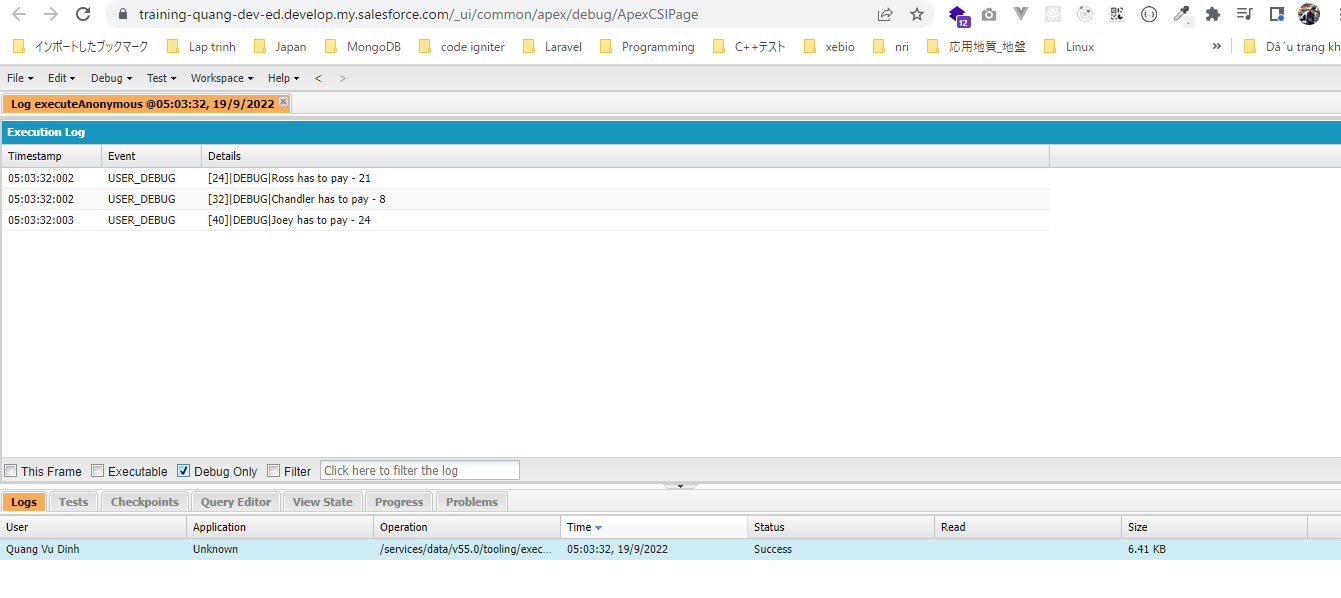 training-quang-dev-ed.develop.my.salesforce.com/_ui/common/apex/debug/ApexCSIPage
12
インポートしたブックマーク Lap trinh Japan MongoDB code igniter Laravel Programming C++テスト xebio nri 応用地質_地盤 Linux » Dấu trang kh
File Edit Debug Test Workspace Help < >
Log executeAnonymous @05:03:32, 19/9/2022
Execution Log
Timestamp Event Details
05:03:32:002 USER_DEBUG [24]|DEBUG|Ross has to pay - 21
05:03:32:002 USER_DEBUG [32]|DEBUG|Chandler has to pay - 8
05:03:32:003 USER_DEBUG [40]|DEBUG|Joey has to pay - 24
This Frame Executable Debug Only Filter Click here to filter the log
Logs Tests Checkpoints Query Editor View State Progress Problems
User Application Operation Time Status Read Size
Quang Vu Dinh Unknown /services/data/v55.0/tooling/exec... 05:03:32, 19/9/2022 Success 6.41 KB